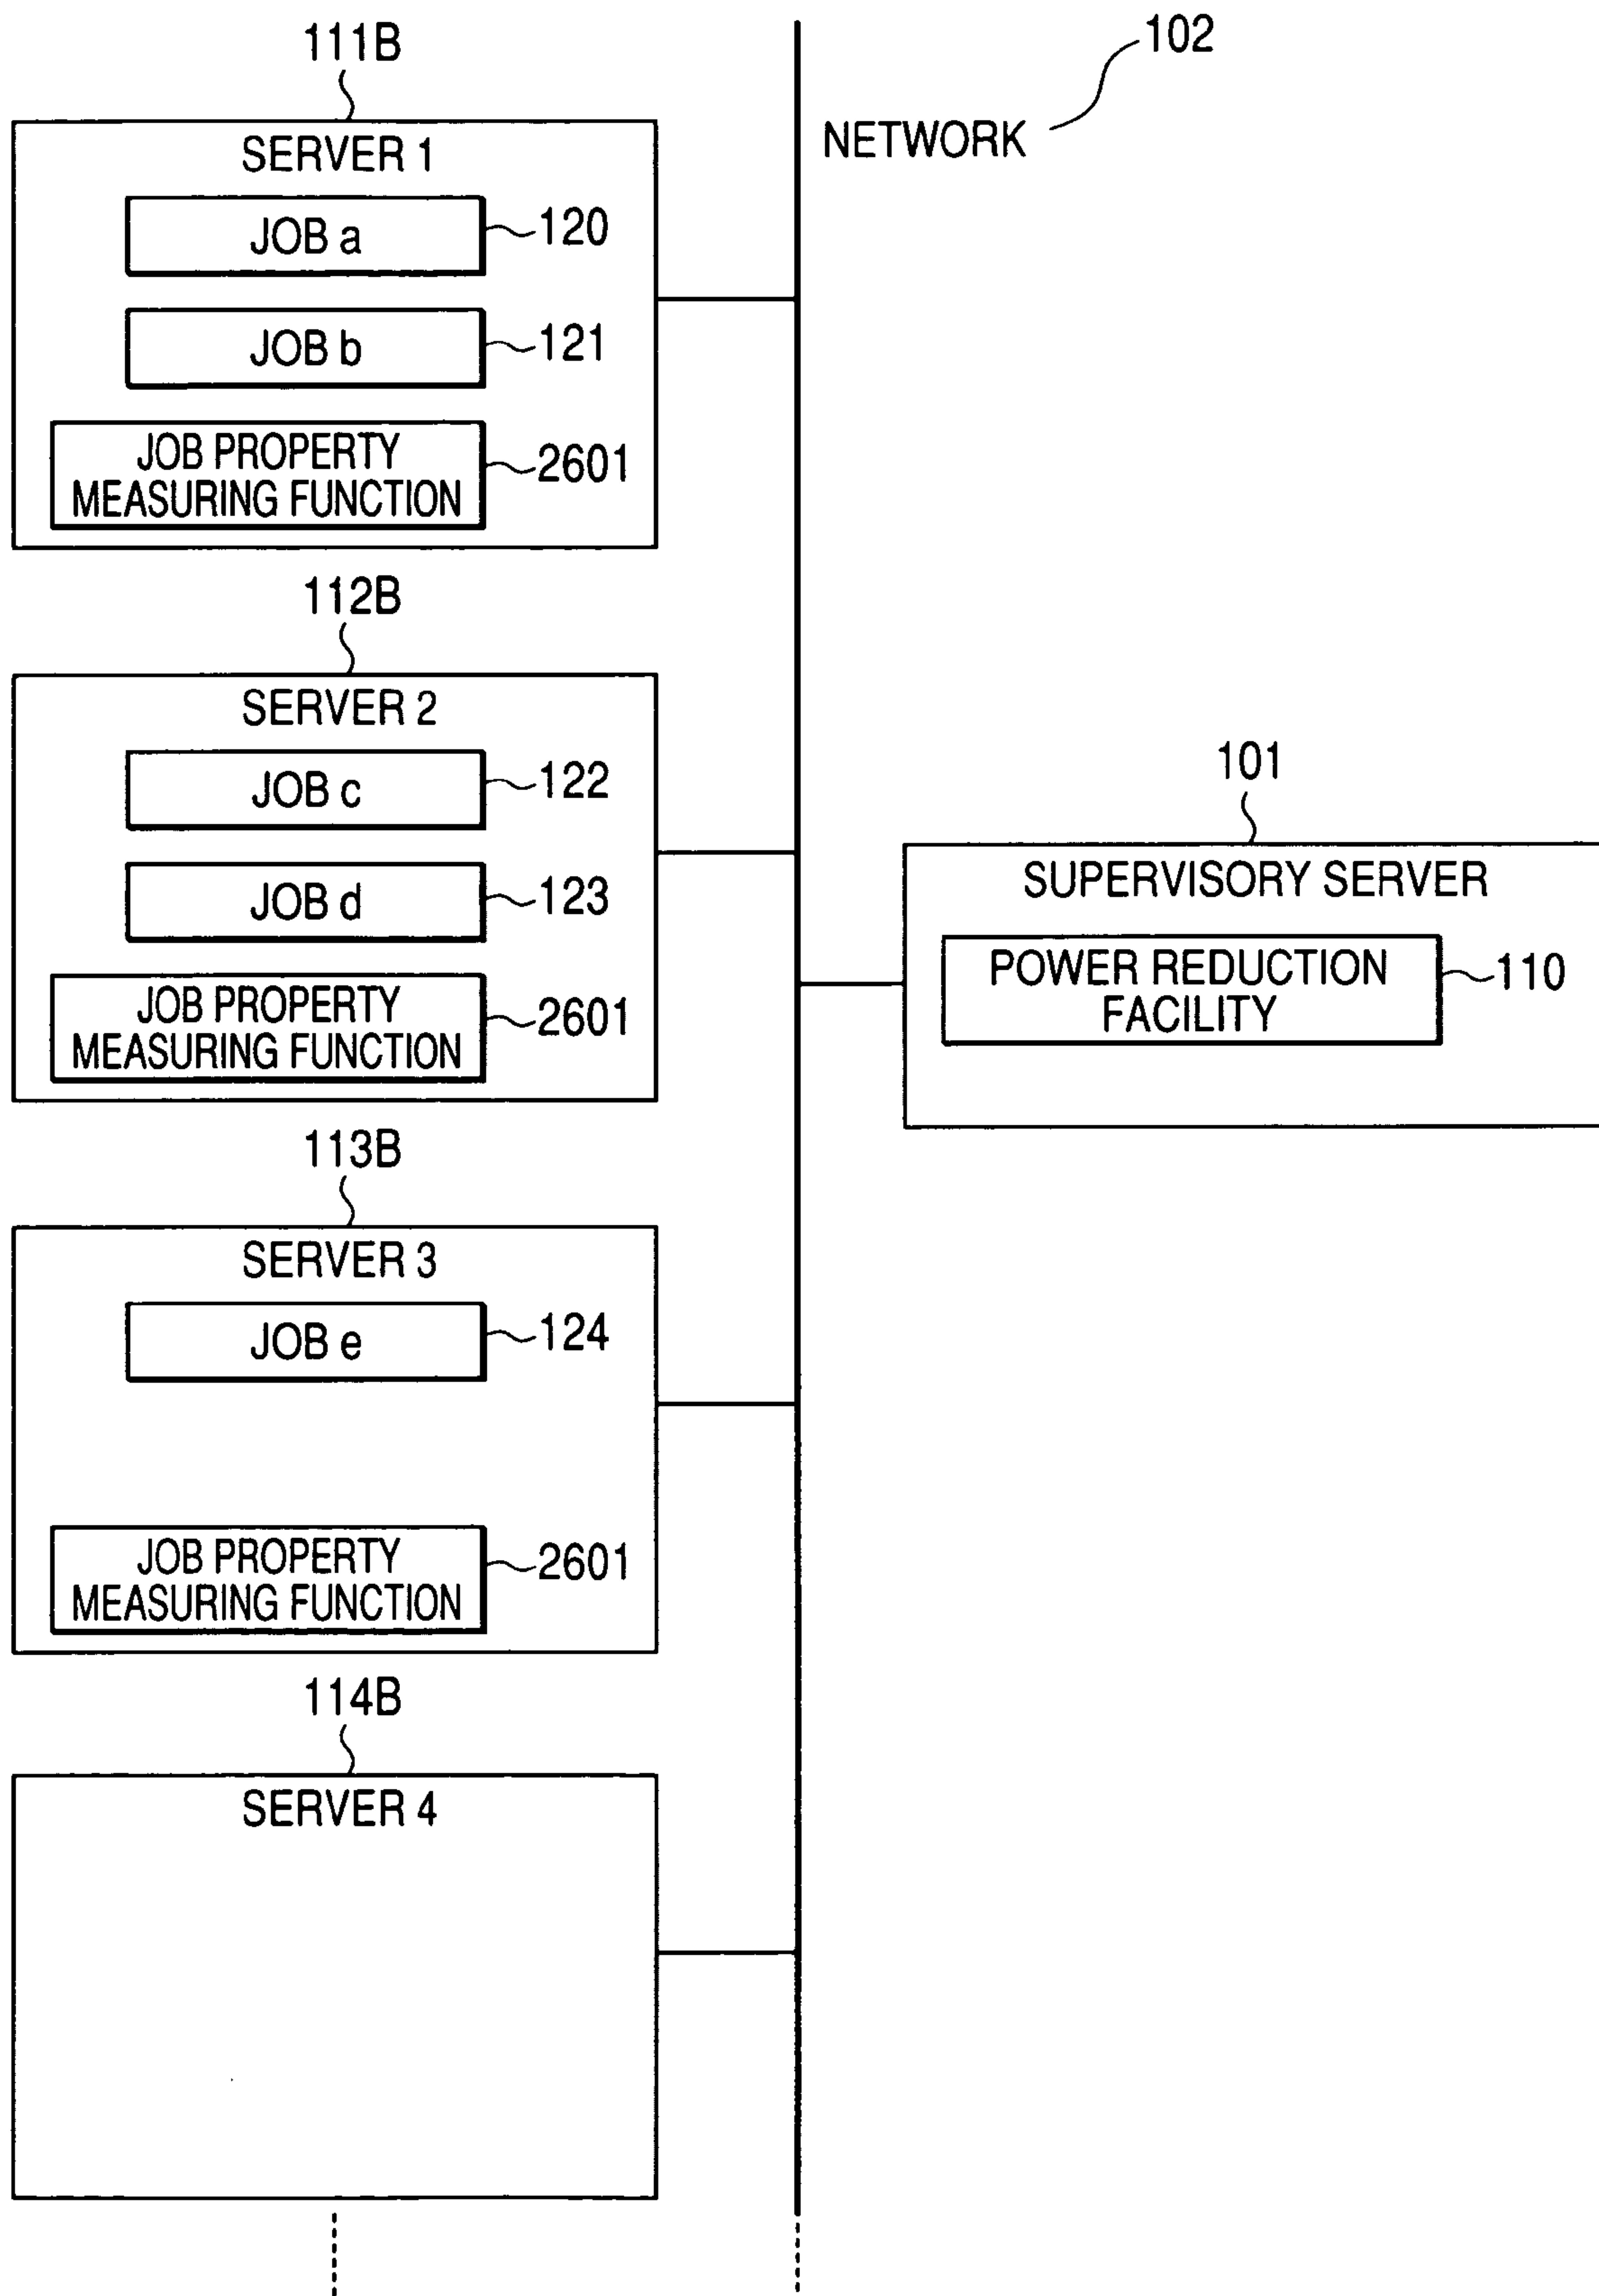 111B
SERVER 1
JOB a
120
JOB b
121
JOB PROPERTY
MEASURING FUNCTION
2601
112B
SERVER 2
JOB c
122
JOB d
123
JOB PROPERTY
MEASURING FUNCTION
2601
113B
SERVER 3
JOB e
124
JOB PROPERTY
MEASURING FUNCTION
2601
114B
SERVER 4
102
NETWORK
101
SUPERVISORY SERVER
POWER REDUCTION
FACILITY
110